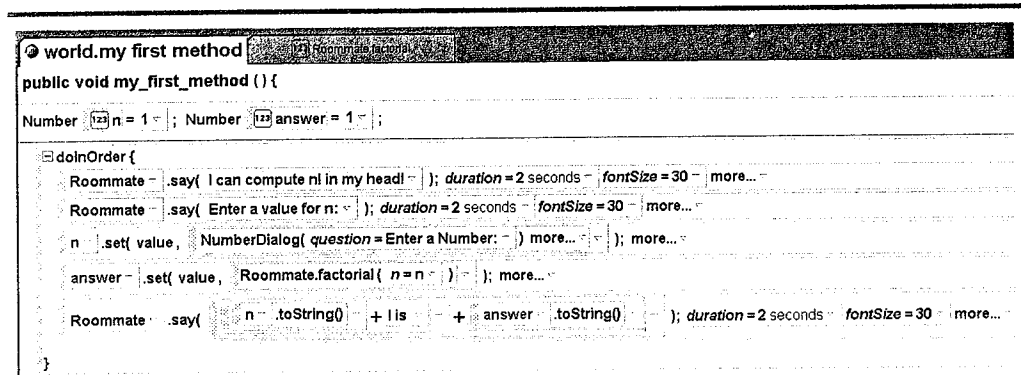 world.my first method Roommate.factorial
public void my_first_method () {
Number 123 n = 1 ; Number 123 answer = 1 ;
doInOrder {
Roommate .say( I can compute n! in my head! ); duration = 2 seconds fontSize = 30 more...
Roommate .say( Enter a value for n: ); duration = 2 seconds fontSize = 30 more...
n .set( value , NumberDialog( question = Enter a Number: ) more... ); more...
answer .set( value , Roommate.factorial ( n = n ) ); more...
Roommate .say( n .toString() + ! is + answer .toString() ); duration = 2 seconds fontSize = 30 more...
}